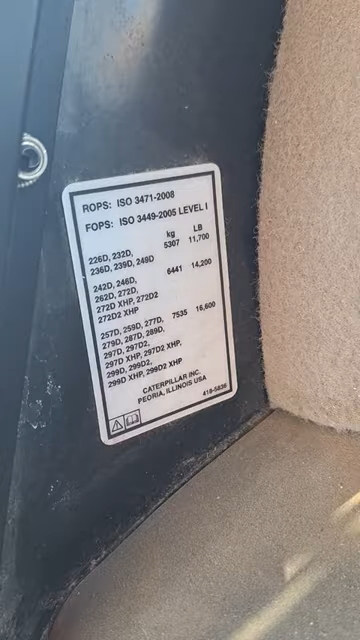 ROPS: ISO 3471-2008
FOPS: ISO 3449-2005 LEVEL I
kg LB
226D, 232D, 5307 11,700
236D, 239D, 249D
242D, 246D, 6441 14,200
262D, 272D,
272D XHP, 272D2
272D2 XHP
257D, 259D, 277D, 7535 16,600
279D, 287D, 289D,
297D, 297D2,
297D XHP, 297D2 XHP,
299D, 299D2,
299D XHP, 299D2 XHP
CATERPILLAR INC.
PEORIA, ILLINOIS USA
418-5836